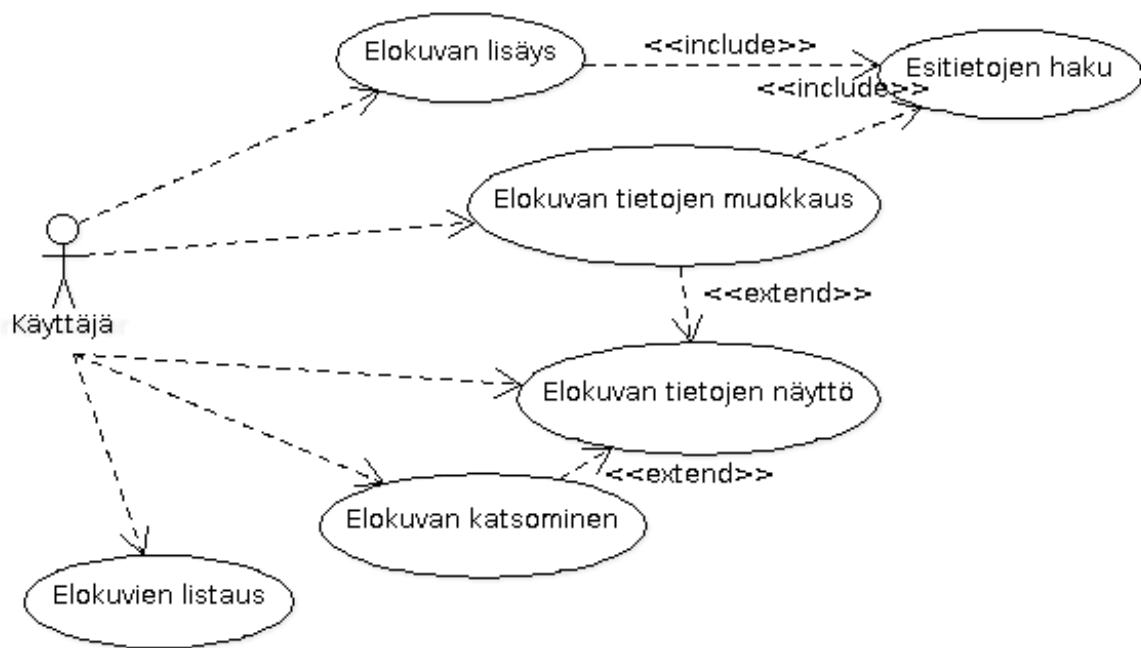 Elokuvan lisäys
<<include>>
Esitietojen haku
<<include>>
Elokuvan tietojen muokkaus
<<extend>>
Käyttäjä
Elokuvan tietojen näyttö
<<extend>>
Elokuvan katsominen
Elokuvien listaus